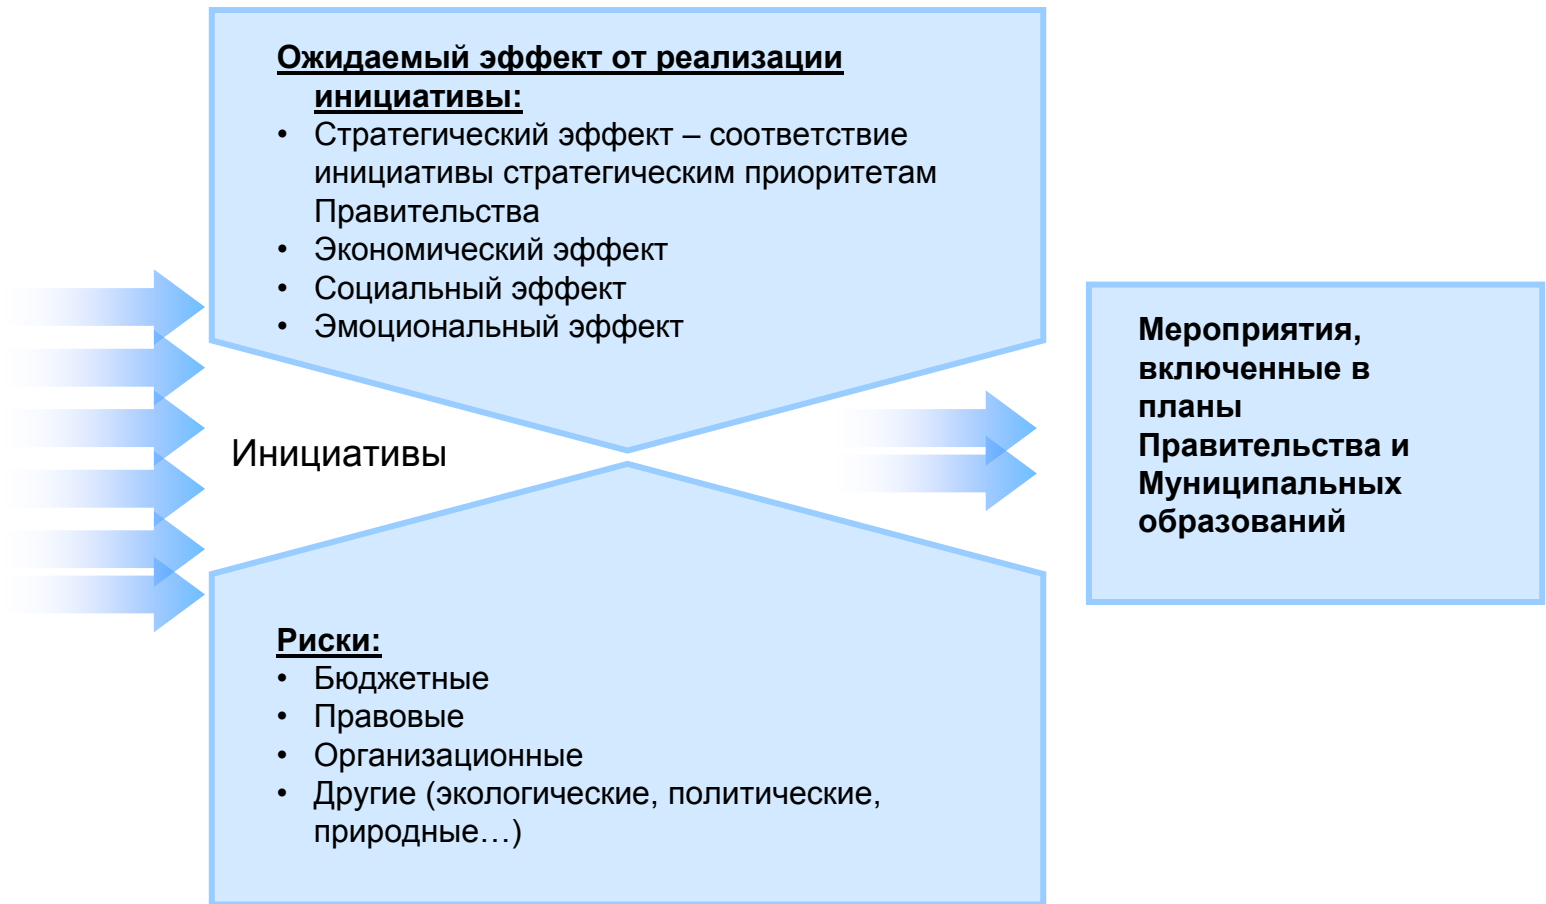 Ожидаемый эффект от реализации
инициативы:
• Стратегический эффект – соответствие
инициативы стратегическим приоритетам
Правительства
• Экономический эффект
• Социальный эффект
• Эмоциональный эффект
Инициативы
Риски:
• Бюджетные
• Правовые
• Организационные
• Другие (экологические, политические,
природные…)
Мероприятия,
включенные в
планы
Правительства и
Муниципальных
образований